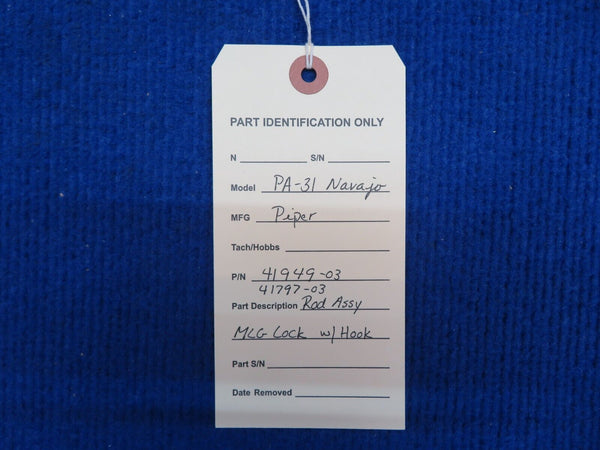 PART IDENTIFICATION ONLY
N S/N
Model PA-31 Navajo
MFG Piper
Tach/Hobbs
P/N 41949-03
41797-03
Part Description Rod Assy
MLG Lock w/ Hook
Part S/N
Date Removed